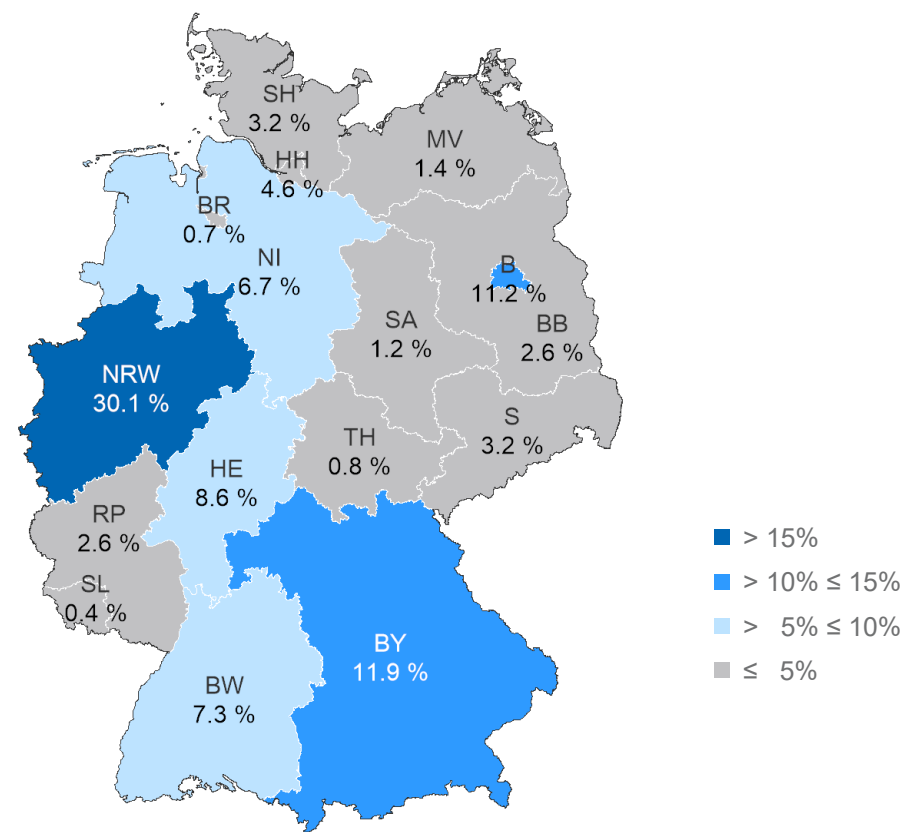 SH
3.2 %
MV
1.4 %
HH
4.6 %
BR
0.7 %
NI
6.7 %
B
11.2 %
BB
2.6 %
SA
1.2 %
NRW
30.1 %
S
3.2 %
TH
0.8 %
HE
8.6 %
RP
2.6 %
SL
0.4 %
BY
11.9 %
BW
7.3 %
> 15%
> 10% ≤ 15%
> 5% ≤ 10%
≤ 5%